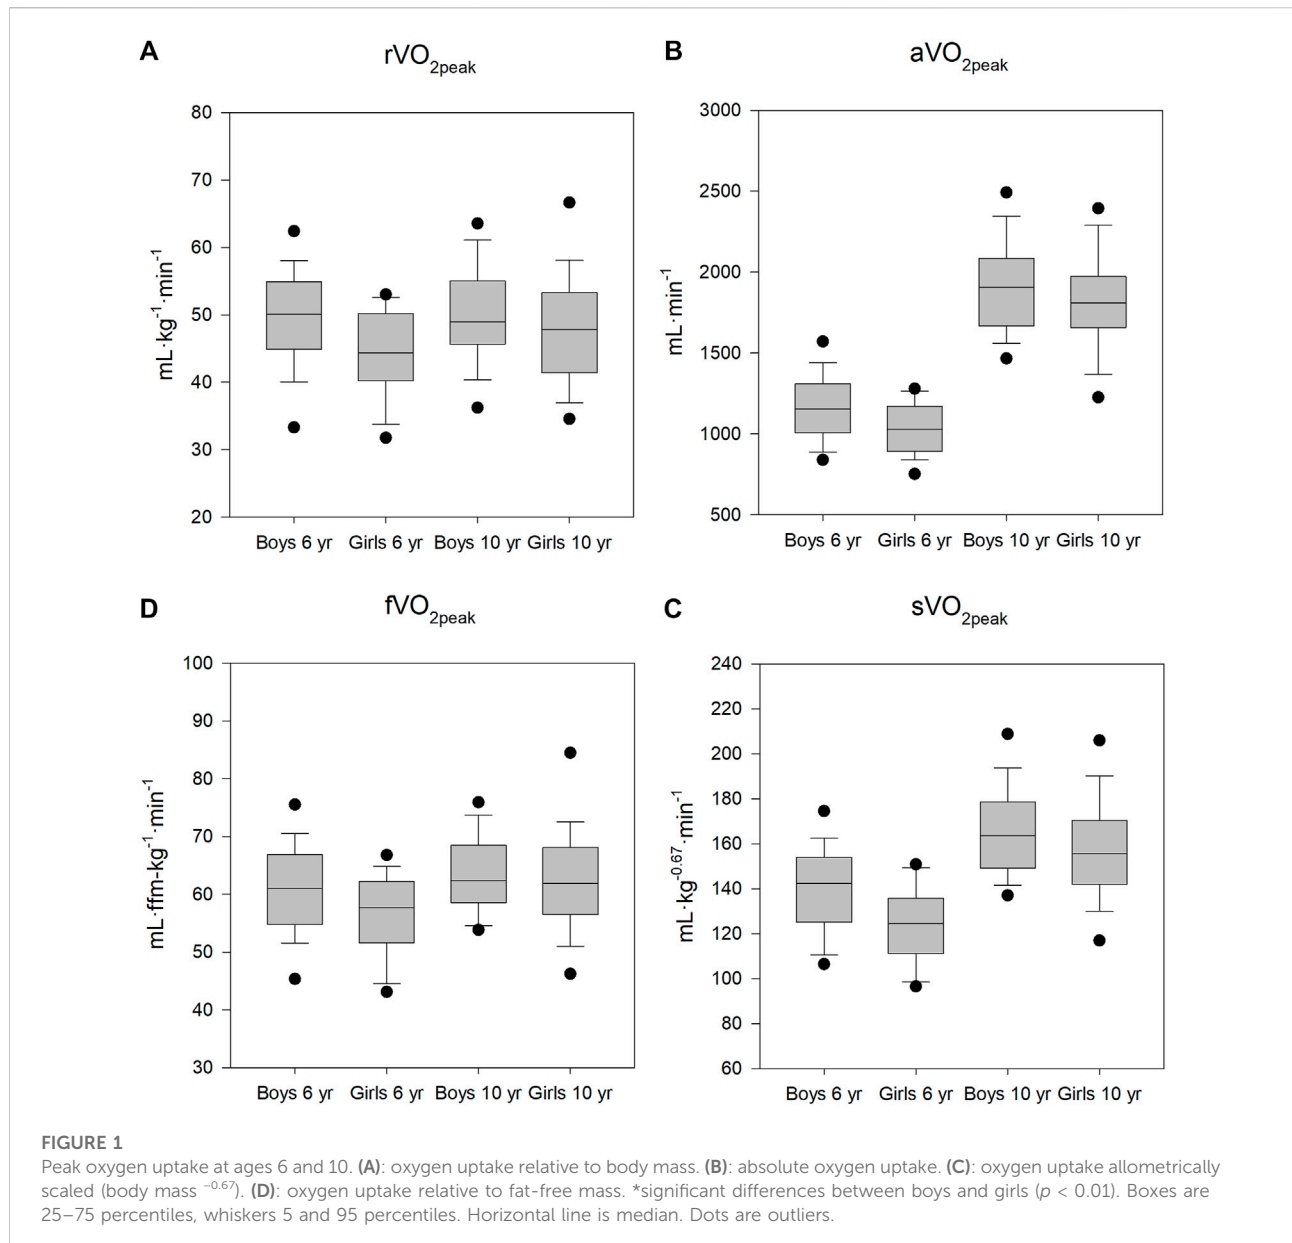 A
rVO2peak
mL·kg-1·min-1
80
70
60
50
40
30
20
Boys 6 yr Girls 6 yr Boys 10 yr Girls 10 yr
B
aVO2peak
mL·min-1
3000
2500
2000
1500
1000
500
Boys 6 yr Girls 6 yr Boys 10 yr Girls 10 yr
D
fVO2peak
mL·ffm-kg-1·min-1
100
90
80
70
60
50
40
30
Boys 6 yr Girls 6 yr Boys 10 yr Girls 10 yr
C
sVO2peak
mL·kg-0.67·min-1
240
220
200
180
160
140
120
100
80
60
Boys 6 yr Girls 6 yr Boys 10 yr Girls 10 yr
FIGURE 1
Peak oxygen uptake at ages 6 and 10. (A): oxygen uptake relative to body mass. (B): absolute oxygen uptake. (C): oxygen uptake allometrically
scaled (body mass −0.67). (D): oxygen uptake relative to fat-free mass. *significant differences between boys and girls (p < 0.01). Boxes are
25–75 percentiles, whiskers 5 and 95 percentiles. Horizontal line is median. Dots are outliers.